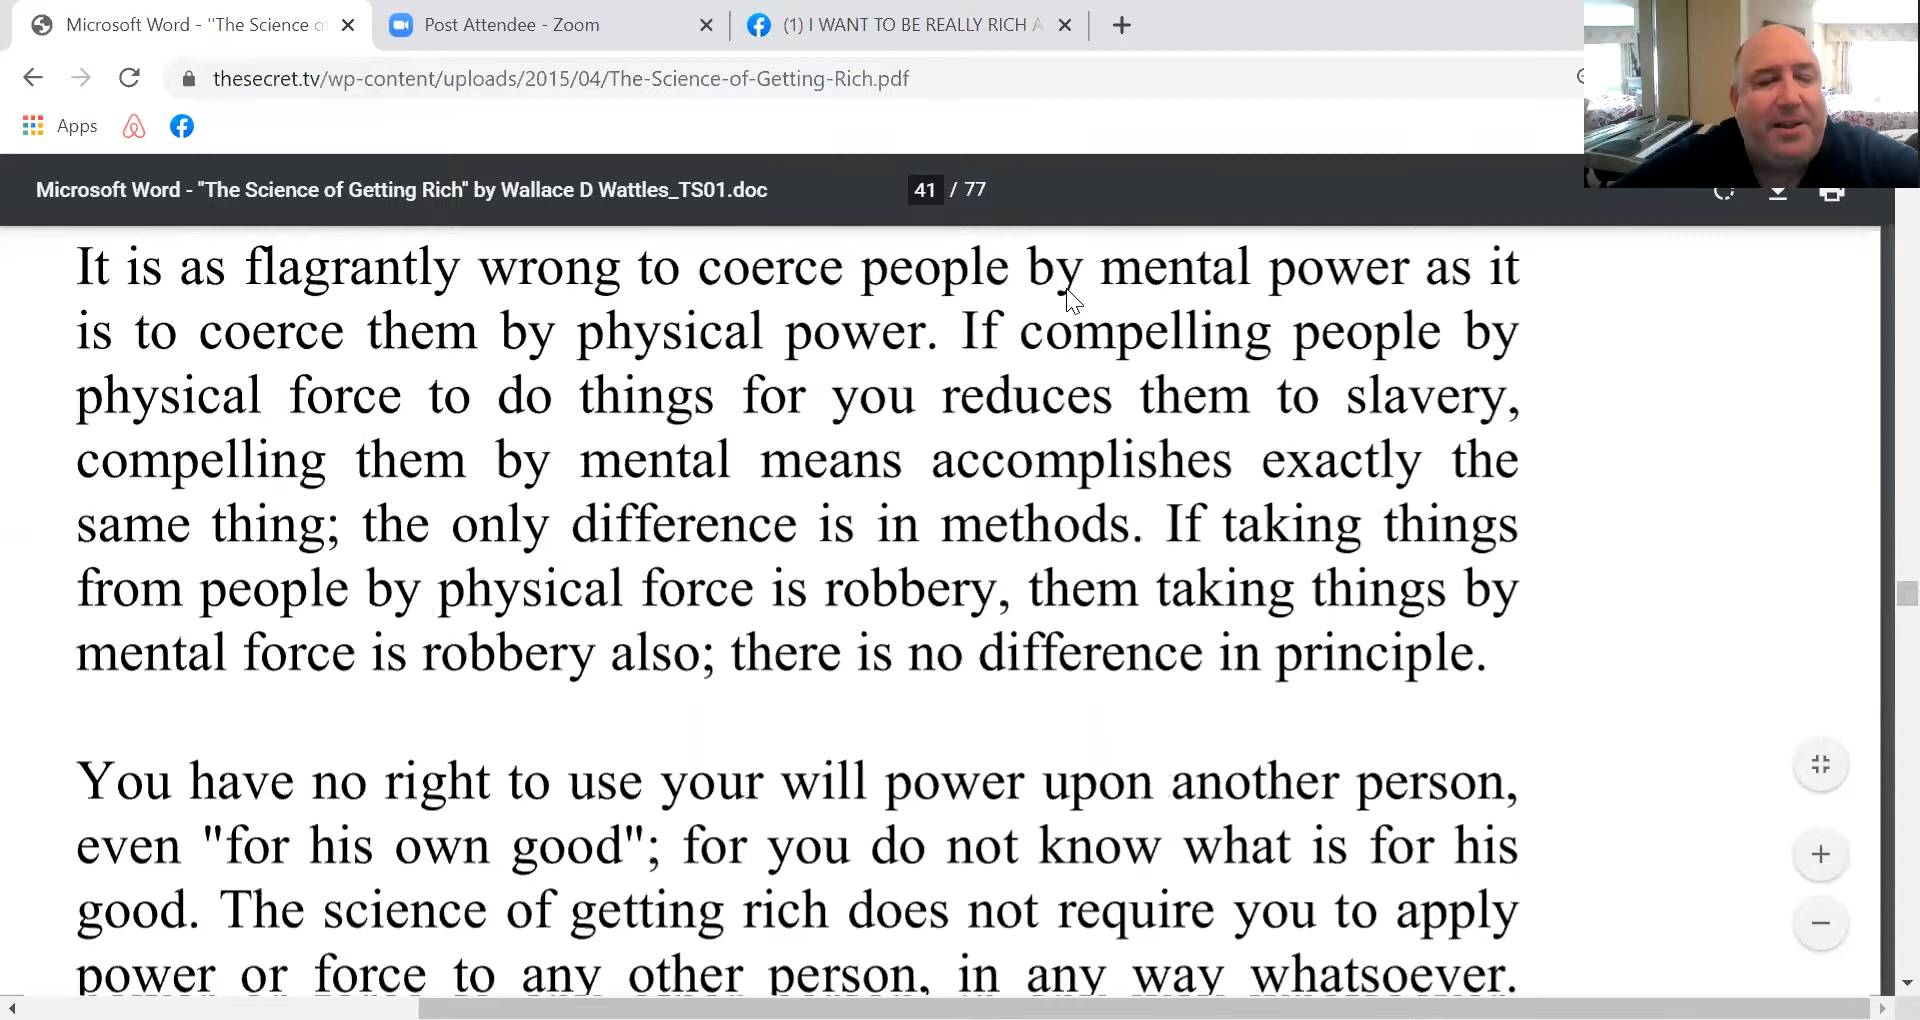 Microsoft Word - "The Science of
Post Attendee - Zoom
(1) I WANT TO BE REALLY RICH A
thesecret.tv/wp-content/uploads/2015/04/The-Science-of-Getting-Rich.pdf
Apps
Microsoft Word - "The Science of Getting Rich" by Wallace D Wattles_TS01.doc
41 / 77
It is as flagrantly wrong to coerce people by mental power as it
is to coerce them by physical power. If compelling people by
physical force to do things for you reduces them to slavery,
compelling them by mental means accomplishes exactly the
same thing; the only difference is in methods. If taking things
from people by physical force is robbery, them taking things by
mental force is robbery also; there is no difference in principle.
You have no right to use your will power upon another person,
even "for his own good"; for you do not know what is for his
good. The science of getting rich does not require you to apply
power or force to any other person, in any way whatsoever.